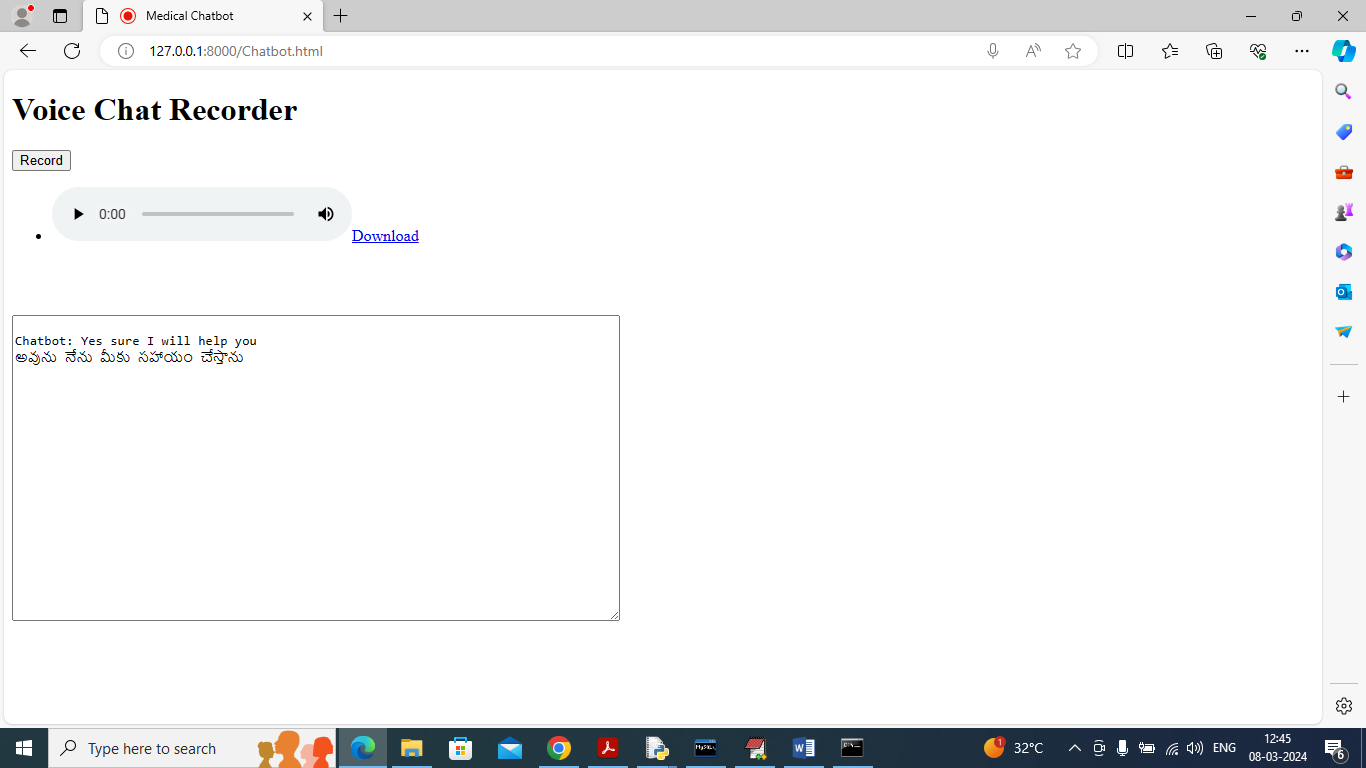 Medical Chatbot
127.0.0.1:8000/Chatbot.html
Voice Chat Recorder
Record
0:00
Download
Chatbot: Yes sure I will help you
అవును నేను మీకు సహాయం చేస్తాను
Type here to search
32°C
ENG
12:45
08-03-2024
6